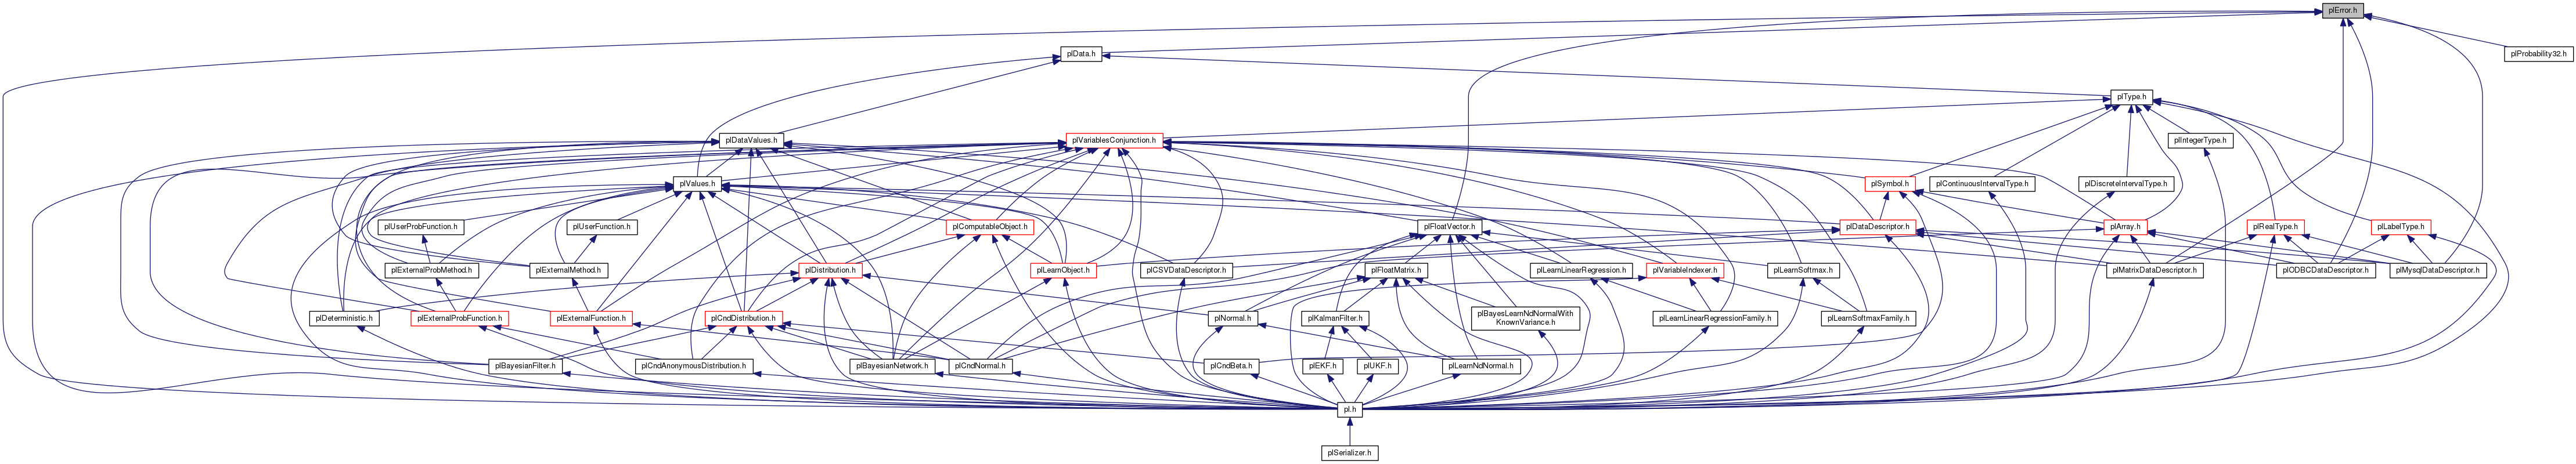 plError.h
plData.h
plProbability32.h
plType.h
plDataValues.h
plVariablesConjunction.h
plIntegerType.h
plValues.h
plSymbol.h
plContinuousIntervalType.h
plDiscreteIntervalType.h
plUserProbFunction.h
plUserFunction.h
plComputableObject.h
plFloatVector.h
plDataDescriptor.h
plArray.h
plRealType.h
plLabelType.h
plExternalProbMethod.h
plExternalMethod.h
plDistribution.h
plLearnObject.h
plCSVDataDescriptor.h
plFloatMatrix.h
plLearnLinearRegression.h
plVariableIndexer.h
plLearnSoftmax.h
plMatrixDataDescriptor.h
plODBCDataDescriptor.h
plMysqlDataDescriptor.h
plDeterministic.h
plExternalProbFunction.h
plExternalFunction.h
plCndDistribution.h
plNormal.h
plKalmanFilter.h
plBayesLearnNdNormalWith
KnownVariance.h
plLearnLinearRegressionFamily.h
plLearnSoftmaxFamily.h
plBayesianFilter.h
plCndAnonymousDistribution.h
plBayesianNetwork.h
plCndNormal.h
plCndBeta.h
plEKF.h
plUKF.h
plLearnNdNormal.h
pl.h
plSerializer.h